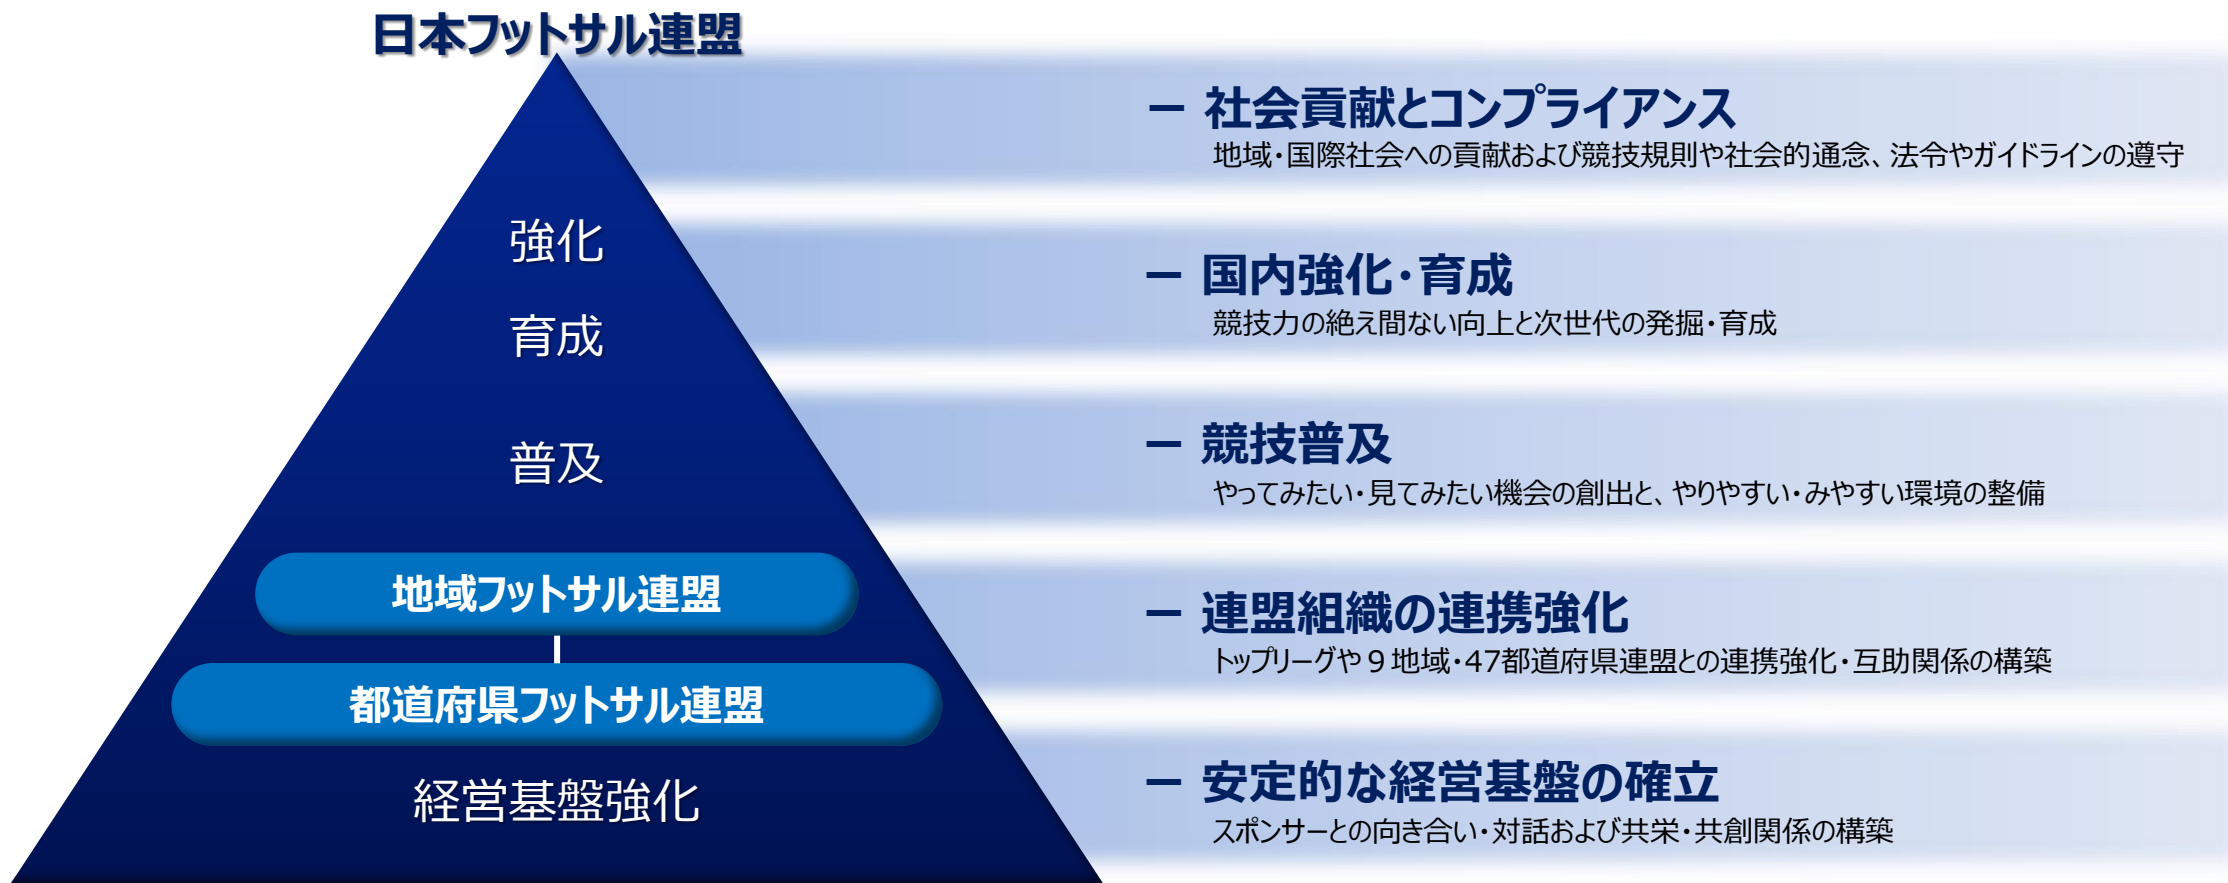 日本フットサル連盟
強化
育成
普及
地域フットサル連盟
都道府県フットサル連盟
経営基盤強化
ー 社会貢献とコンプライアンス
地域・国際社会への貢献および競技規則や社会的通念、法令やガイドラインの遵守
ー 国内強化・育成
競技力の絶え間ない向上と次世代の発掘・育成
ー 競技普及
やってみたい・見てみたい機会の創出と、やりやすい・みやすい環境の整備
ー 連盟組織の連携強化
トップリーグや９地域・47都道府県連盟との連携強化・互助関係の構築
ー 安定的な経営基盤の確立
スポンサーとの向き合い・対話および共栄・共創関係の構築